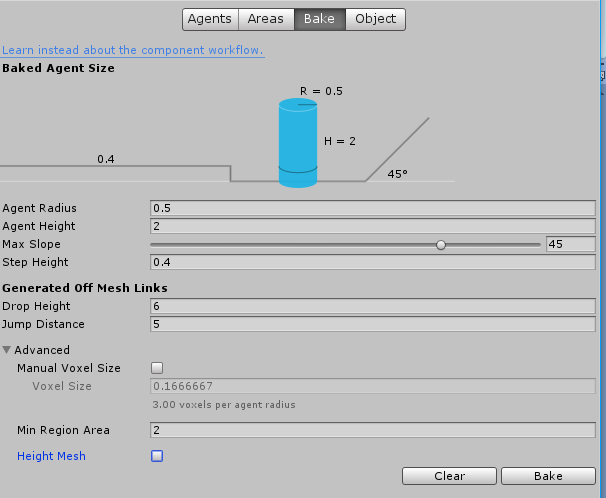 Agents Areas Bake Object
Learn instead about the component workflow.
Baked Agent Size
R = 0.5
H = 2
0.4
45°
Agent Radius 0.5
Agent Height 2
Max Slope 45
Step Height 0.4
Generated Off Mesh Links
Drop Height 6
Jump Distance 5
Advanced
Manual Voxel Size
Voxel Size 0.1666667
3.00 voxels per agent radius
Min Region Area 2
Height Mesh
Clear Bake